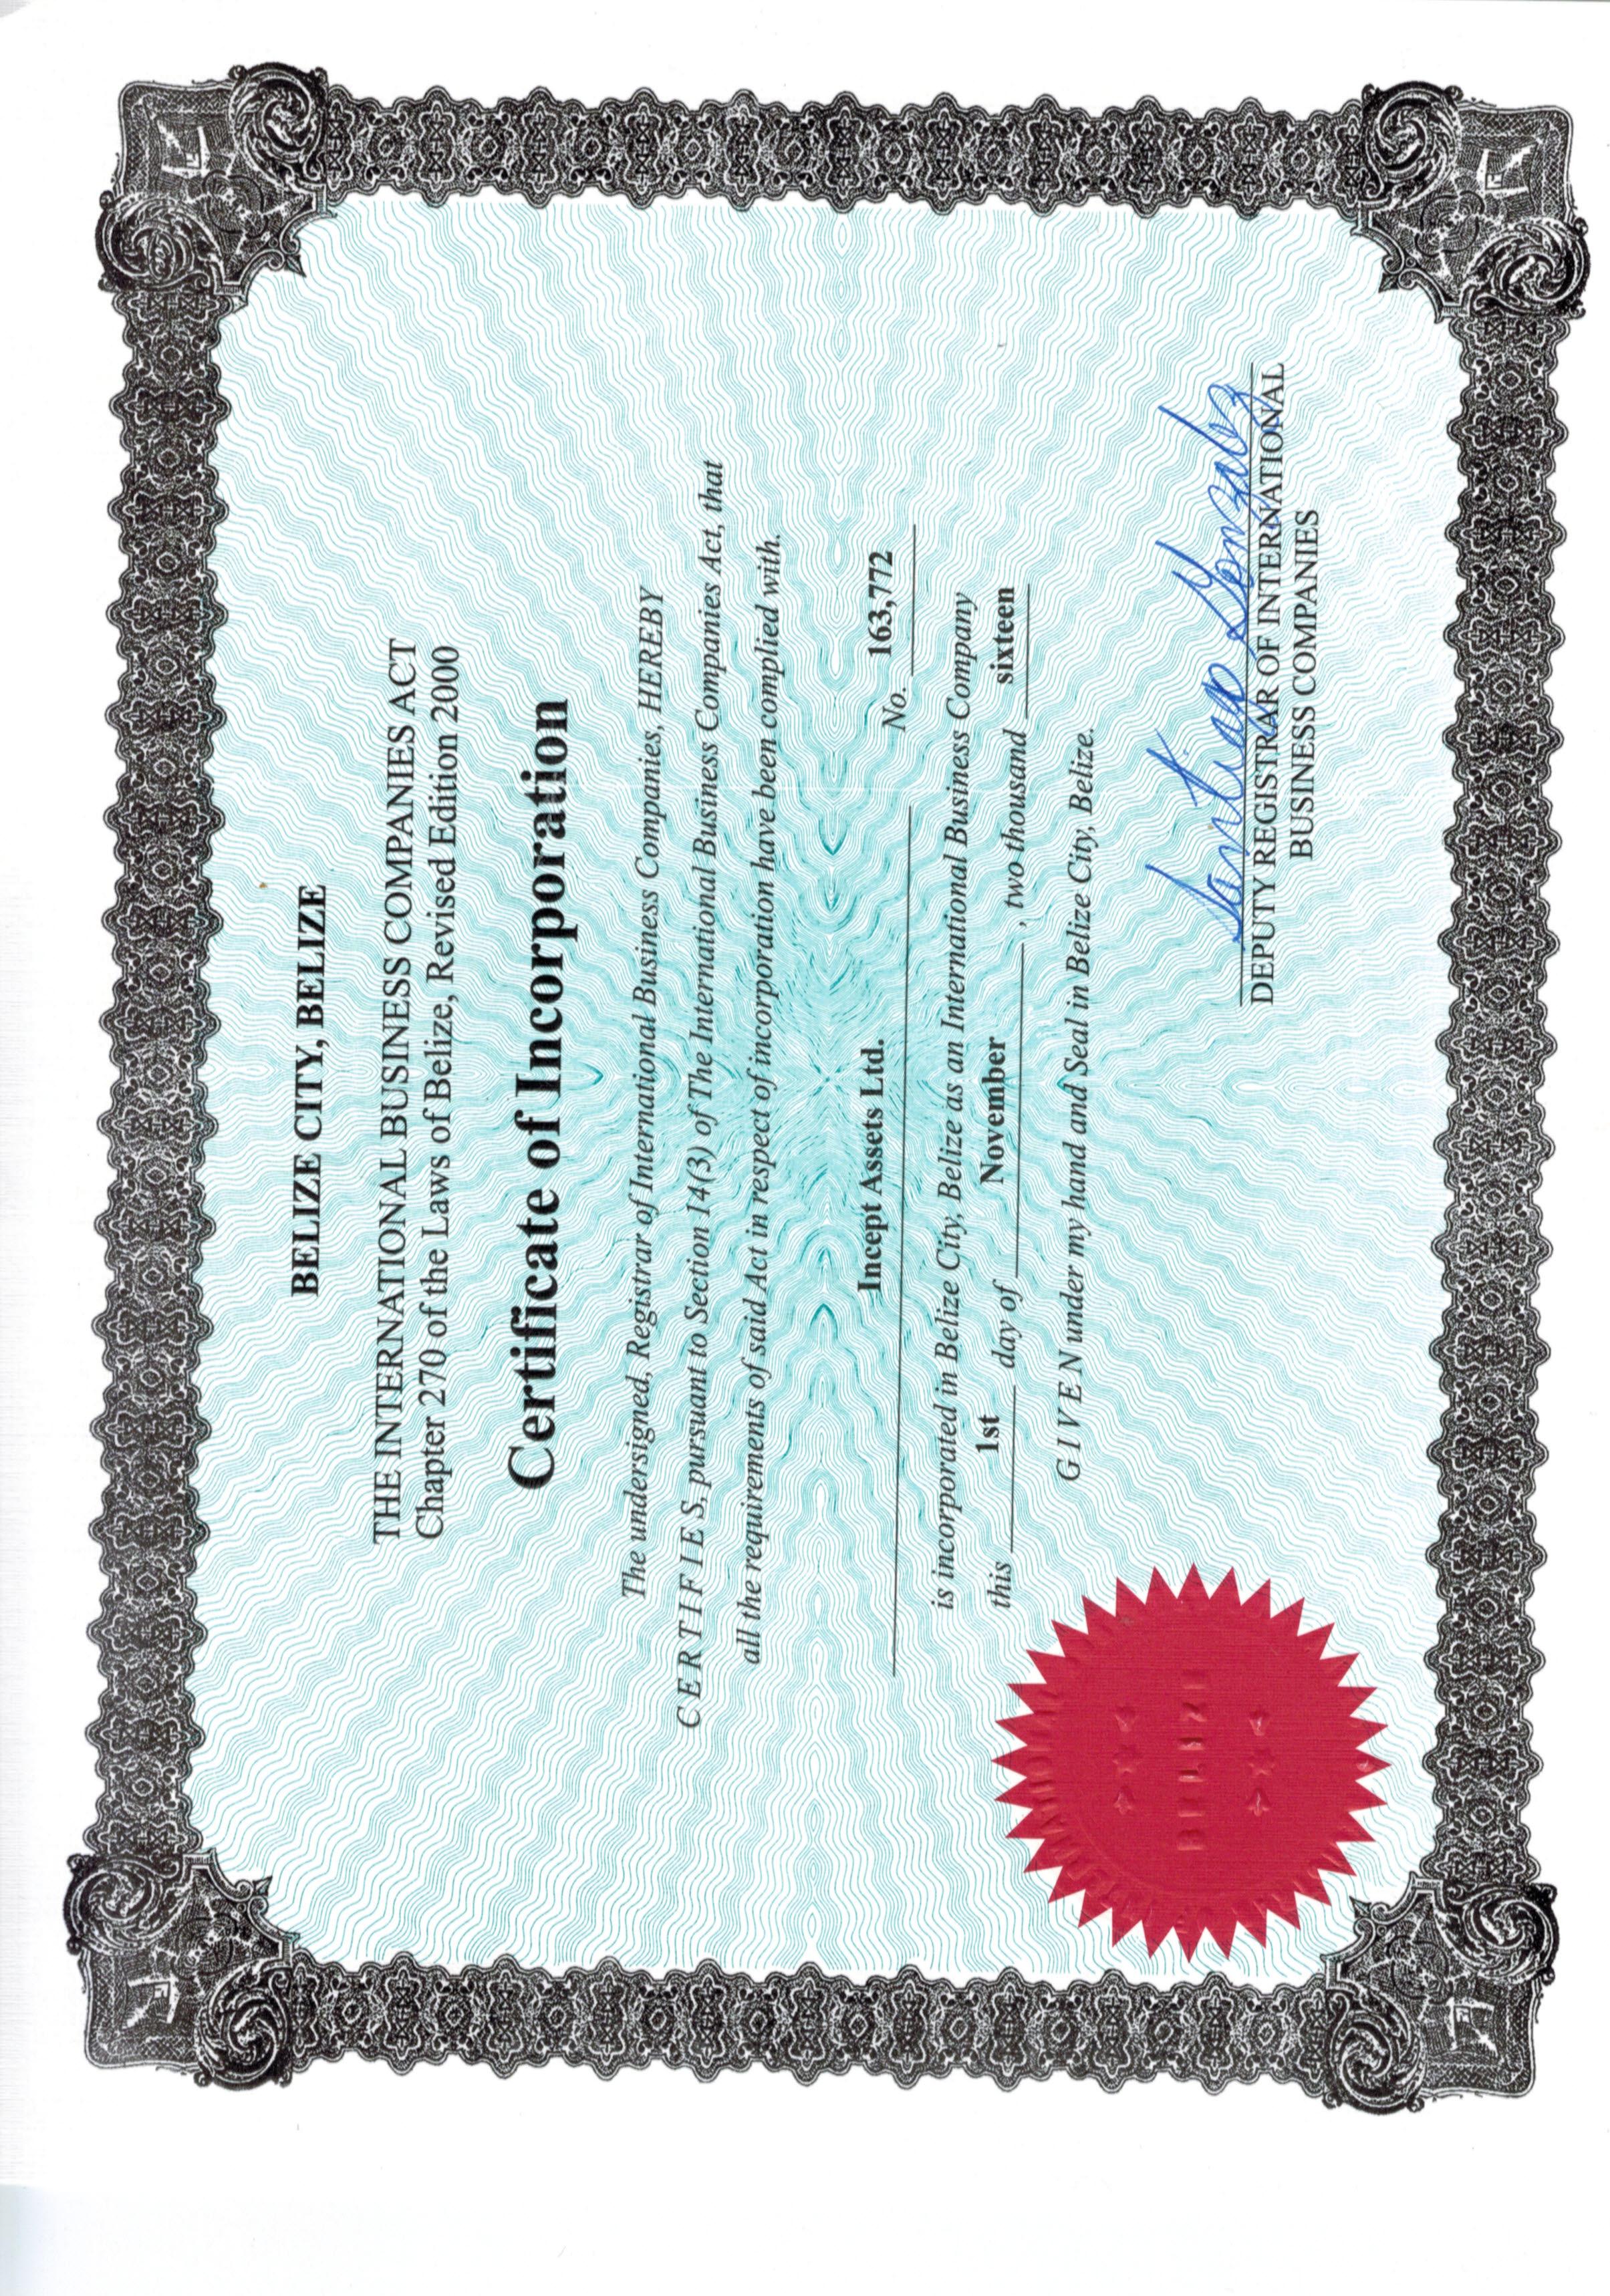 BELIZE CITY, BELIZE
THE INTERNATIONAL BUSINESS COMPANIES ACT
Chapter 270 of the Laws of Belize, Revised Edition 2000
Certificate of Incorporation
The undersigned, Registrar of International Business Companies, HEREBY
CERTIFIES, pursuant to Section 14(3) of The International Business Companies Act, that
all the requirements of said Act in respect of incorporation have been complied with.
Incept Assets Ltd. No. 163,772
is incorporated in Belize City, Belize as an International Business Company
this 1st day of November, two thousand sixteen
GIVEN under my hand and Seal in Belize City, Belize.
Santiago Gonzalez
DEPUTY REGISTRAR OF INTERNATIONAL
BUSINESS COMPANIES